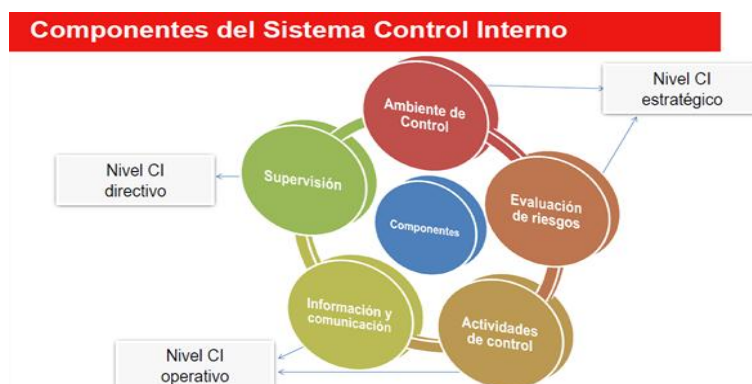 Componentes del Sistema Control Interno
Nivel CI
estratégico
Ambiente de
Control
Nivel CI
directivo
Supervisión
Evaluación
de riesgos
Componentes
Información y
comunicación
Actividades
de control
Nivel CI
operativo